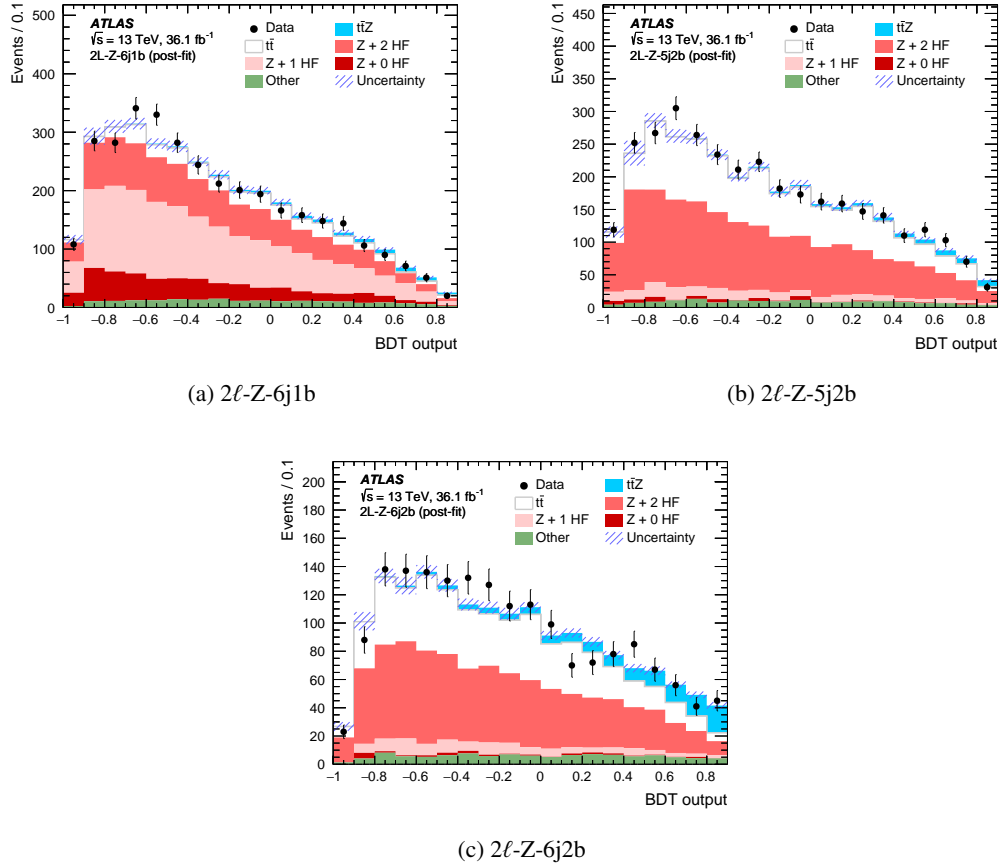 Events / 0.1
500
400
300
200
100
0
ATLAS
√s = 13 TeV, 36.1 fb⁻¹
2L-Z-6j1b (post-fit)
Data
tt̄Z
tt̄
Z + 2 HF
Z + 1 HF
Z + 0 HF
Other
Uncertainty
−1 −0.8 −0.6 −0.4 −0.2 0 0.2 0.4 0.6 0.8
BDT output
(a) 2ℓ-Z-6j1b
Events / 0.1
450
400
350
300
250
200
150
100
50
0
ATLAS
√s = 13 TeV, 36.1 fb⁻¹
2L-Z-5j2b (post-fit)
Data
tt̄Z
tt̄
Z + 2 HF
Z + 1 HF
Z + 0 HF
Other
Uncertainty
−1 −0.8 −0.6 −0.4 −0.2 0 0.2 0.4 0.6 0.8
BDT output
(b) 2ℓ-Z-5j2b
Events / 0.1
200
180
160
140
120
100
80
60
40
20
0
ATLAS
√s = 13 TeV, 36.1 fb⁻¹
2L-Z-6j2b (post-fit)
Data
tt̄Z
tt̄
Z + 2 HF
Z + 1 HF
Z + 0 HF
Other
Uncertainty
−1 −0.8 −0.6 −0.4 −0.2 0 0.2 0.4 0.6 0.8
BDT output
(c) 2ℓ-Z-6j2b